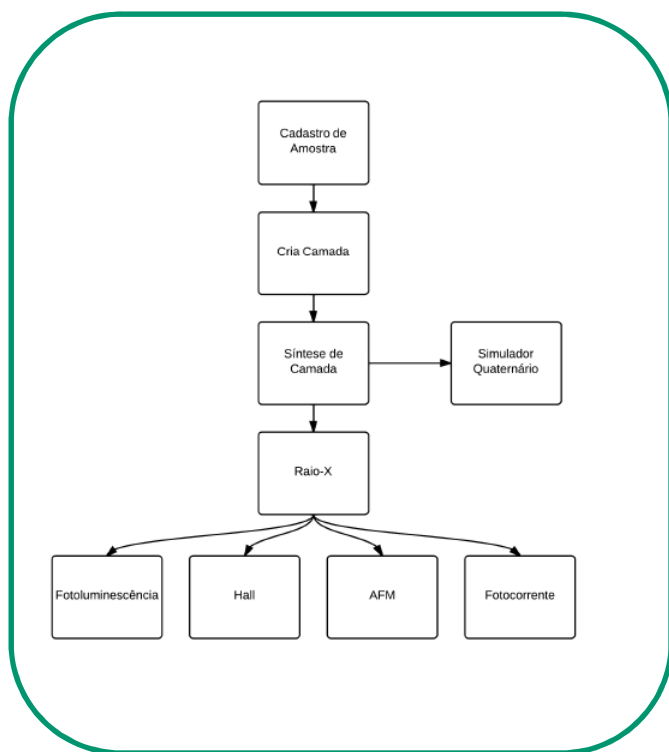 Cadastro de
Amostra
Cria Camada
Síntese de
Camada
Simulador
Quaternário
Raio-X
Fotoluminescência
Hall
AFM
Fotocorrente